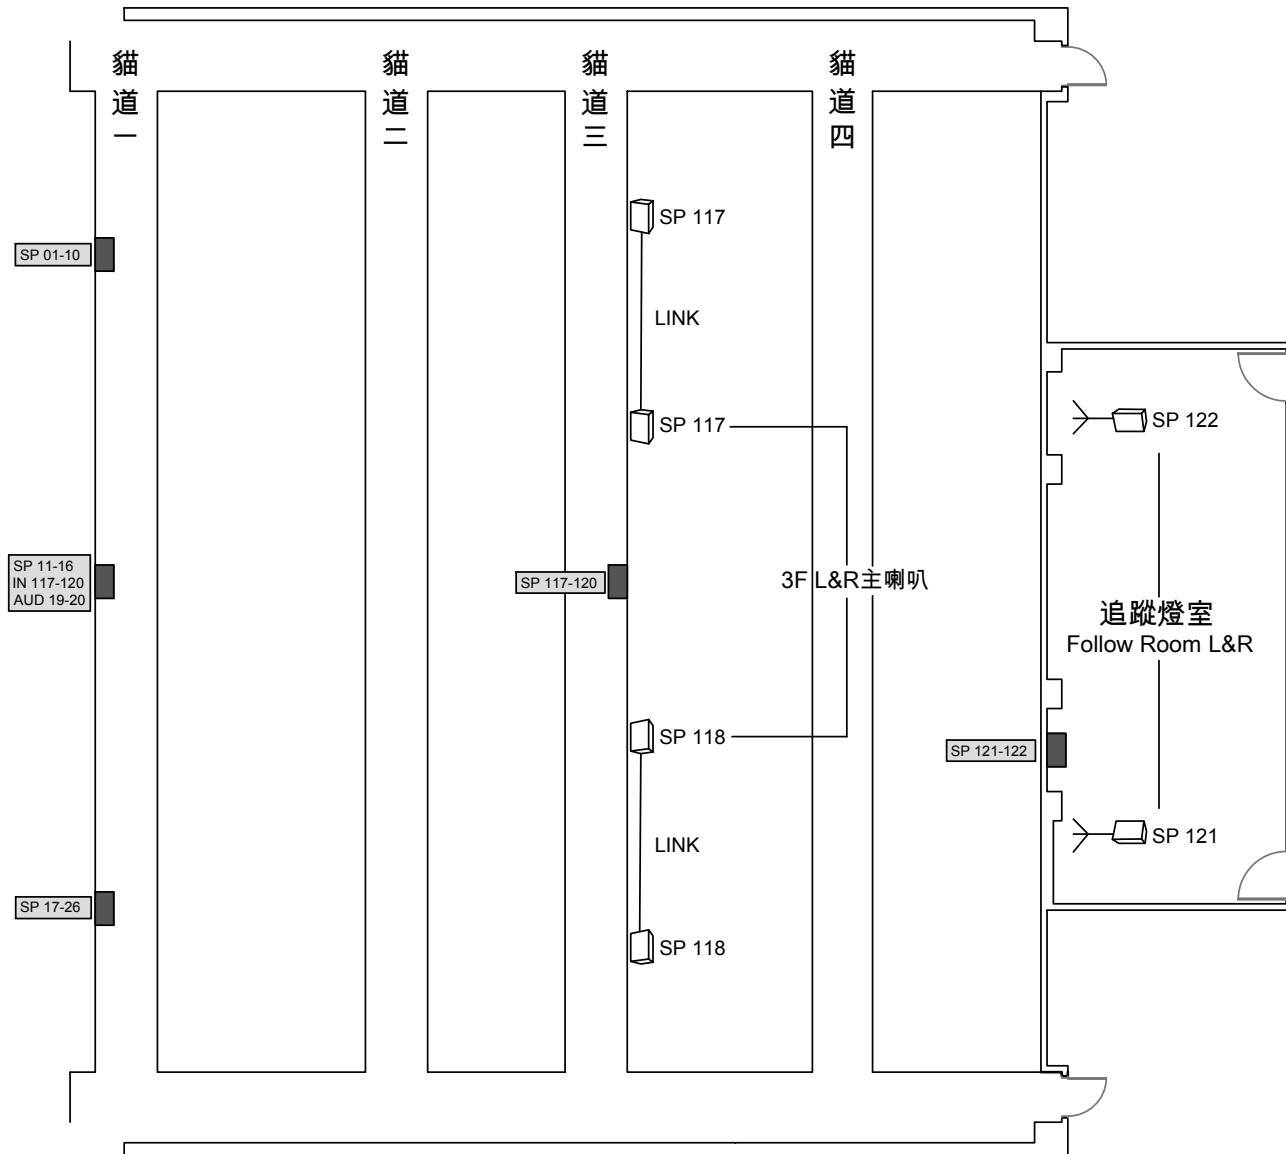 貓道一
貓道二
貓道三
貓道四
SP 117
SP 01-10
LINK
SP 117
SP 122
SP 11-16
IN 117-120
AUD 19-20
SP 117-120
3F L&R主喇叭
追蹤燈室
Follow Room L&R
SP 118
SP 121-122
SP 121
LINK
SP 17-26
SP 118